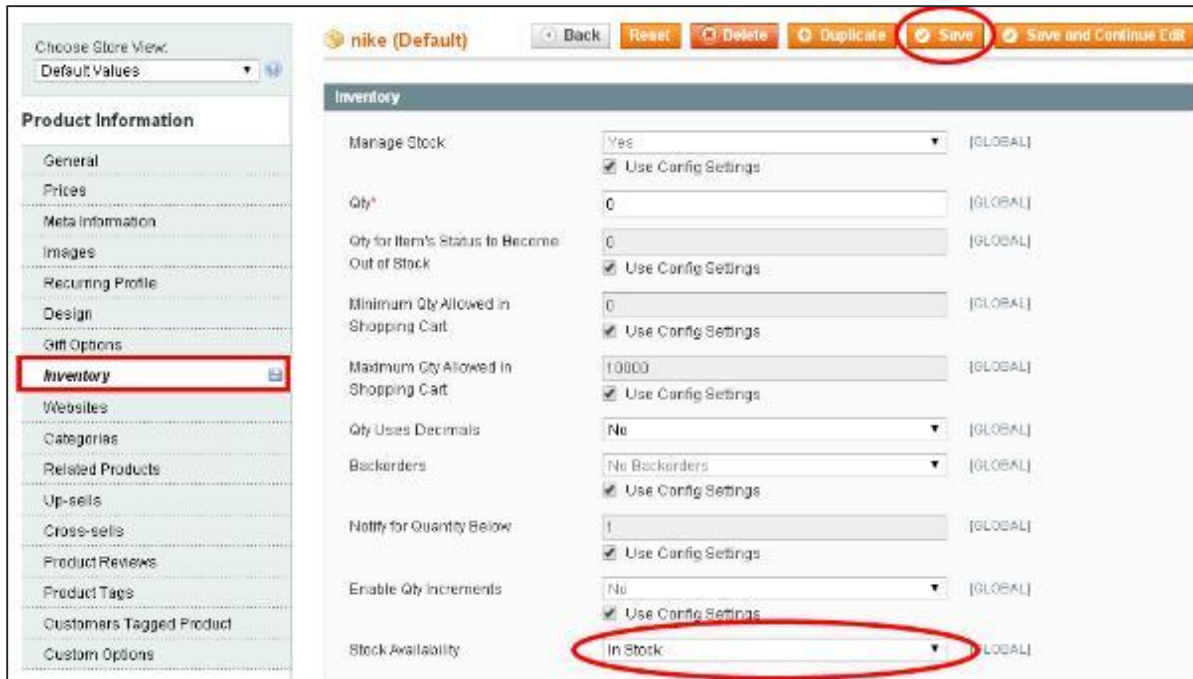 Choose Store View:
Default Values
Product Information
General
Prices
Meta Information
Images
Recurring Profile
Design
Gift Options
Inventory
Websites
Categories
Related Products
Up-sells
Cross-sells
Product Reviews
Product Tags
Customers Tagged Product
Custom Options
nike (Default)
Back Reset Delete Duplicate Save Save and Continue Edit
Inventory
Manage Stock Yes [GLOBAL]
Use Config Settings
Qty* 0 [GLOBAL]
Qty for Item's Status to Become 0 [GLOBAL]
Out of Stock Use Config Settings
Minimum Qty Allowed in 0 [GLOBAL]
Shopping Cart Use Config Settings
Maximum Qty Allowed in 10000 [GLOBAL]
Shopping Cart Use Config Settings
Qty Uses Decimals No [GLOBAL]
Backorders No Backorders [GLOBAL]
Use Config Settings
Notify for Quantity Below 1 [GLOBAL]
Use Config Settings
Enable Qty Increments No [GLOBAL]
Use Config Settings
Stock Availability In Stock [GLOBAL]